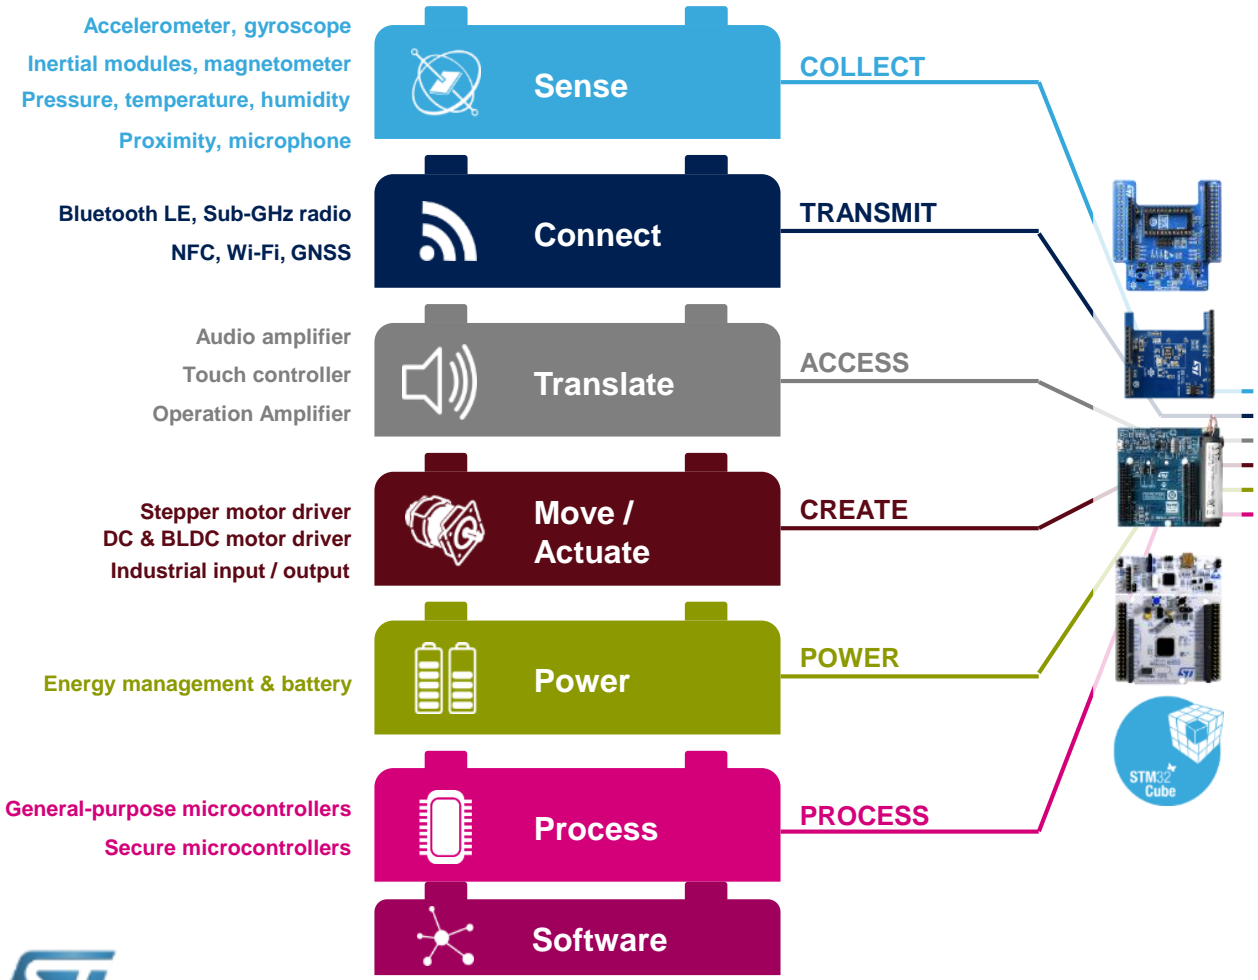 Accelerometer, gyroscope
Inertial modules, magnetometer
Pressure, temperature, humidity
Proximity, microphone
Sense
COLLECT
Bluetooth LE, Sub-GHz radio
NFC, Wi-Fi, GNSS
Connect
TRANSMIT
Audio amplifier
Touch controller
Operation Amplifier
Translate
ACCESS
Stepper motor driver
DC & BLDC motor driver
Industrial input / output
Move /
Actuate
CREATE
Energy management & battery
Power
POWER
General-purpose microcontrollers
Secure microcontrollers
Process
PROCESS
Software
STM32
Cube